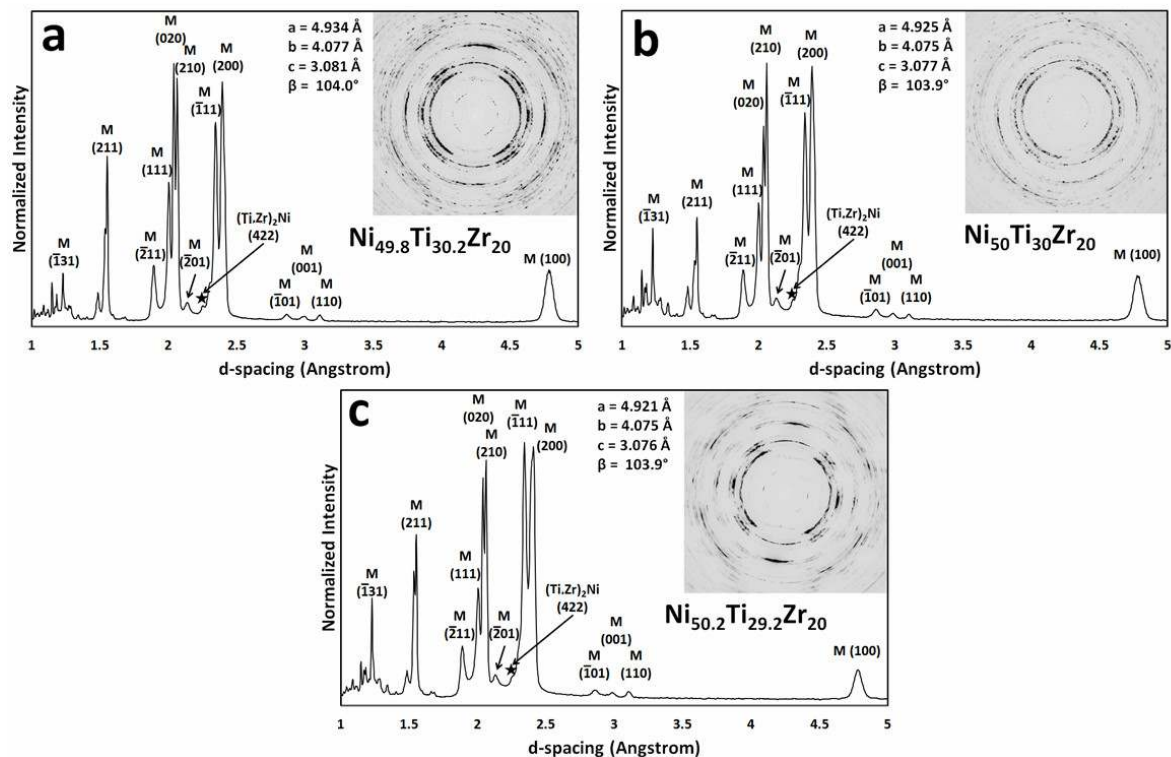 a
M
(020)
M
(210)
M
(200)
M
(1̅11)
M
(211)
M
(111)
M
(2̅11)
M
(2̅01)
(Ti.Zr)₂Ni
(422)
M
(1̅31)
M
(001)
M
(1̅01)
M
(110)
M (100)
a = 4.934 Å
b = 4.077 Å
c = 3.081 Å
β = 104.0°
Ni₄₉.₈Ti₃₀.₂Zr₂₀
Normalized Intensity
1 1.5 2 2.5 3 3.5 4 4.5 5
d-spacing (Angstrom)
b
M
(210)
M
(200)
M
(1̅11)
M
(020)
M
(111)
M
(211)
M
(1̅31)
M
(2̅11)
M
(2̅01)
(Ti.Zr)₂Ni
(422)
M
(001)
M
(1̅01)
M
(110)
M (100)
a = 4.925 Å
b = 4.075 Å
c = 3.077 Å
β = 103.9°
Ni₅₀Ti₃₀Zr₂₀
Normalized Intensity
1 1.5 2 2.5 3 3.5 4 4.5 5
d-spacing (Angstrom)
c
M
(020)
M
(210)
M
(1̅11)
M
(200)
M
(211)
M
(111)
M
(1̅31)
M
(2̅11)
M
(2̅01)
(Ti.Zr)₂Ni
(422)
M
(001)
M
(1̅01)
M
(110)
M (100)
a = 4.921 Å
b = 4.075 Å
c = 3.076 Å
β = 103.9°
Ni₅₀.₂Ti₂₉.₂Zr₂₀
Normalized Intensity
1 1.5 2 2.5 3 3.5 4 4.5 5
d-spacing (Angstrom)